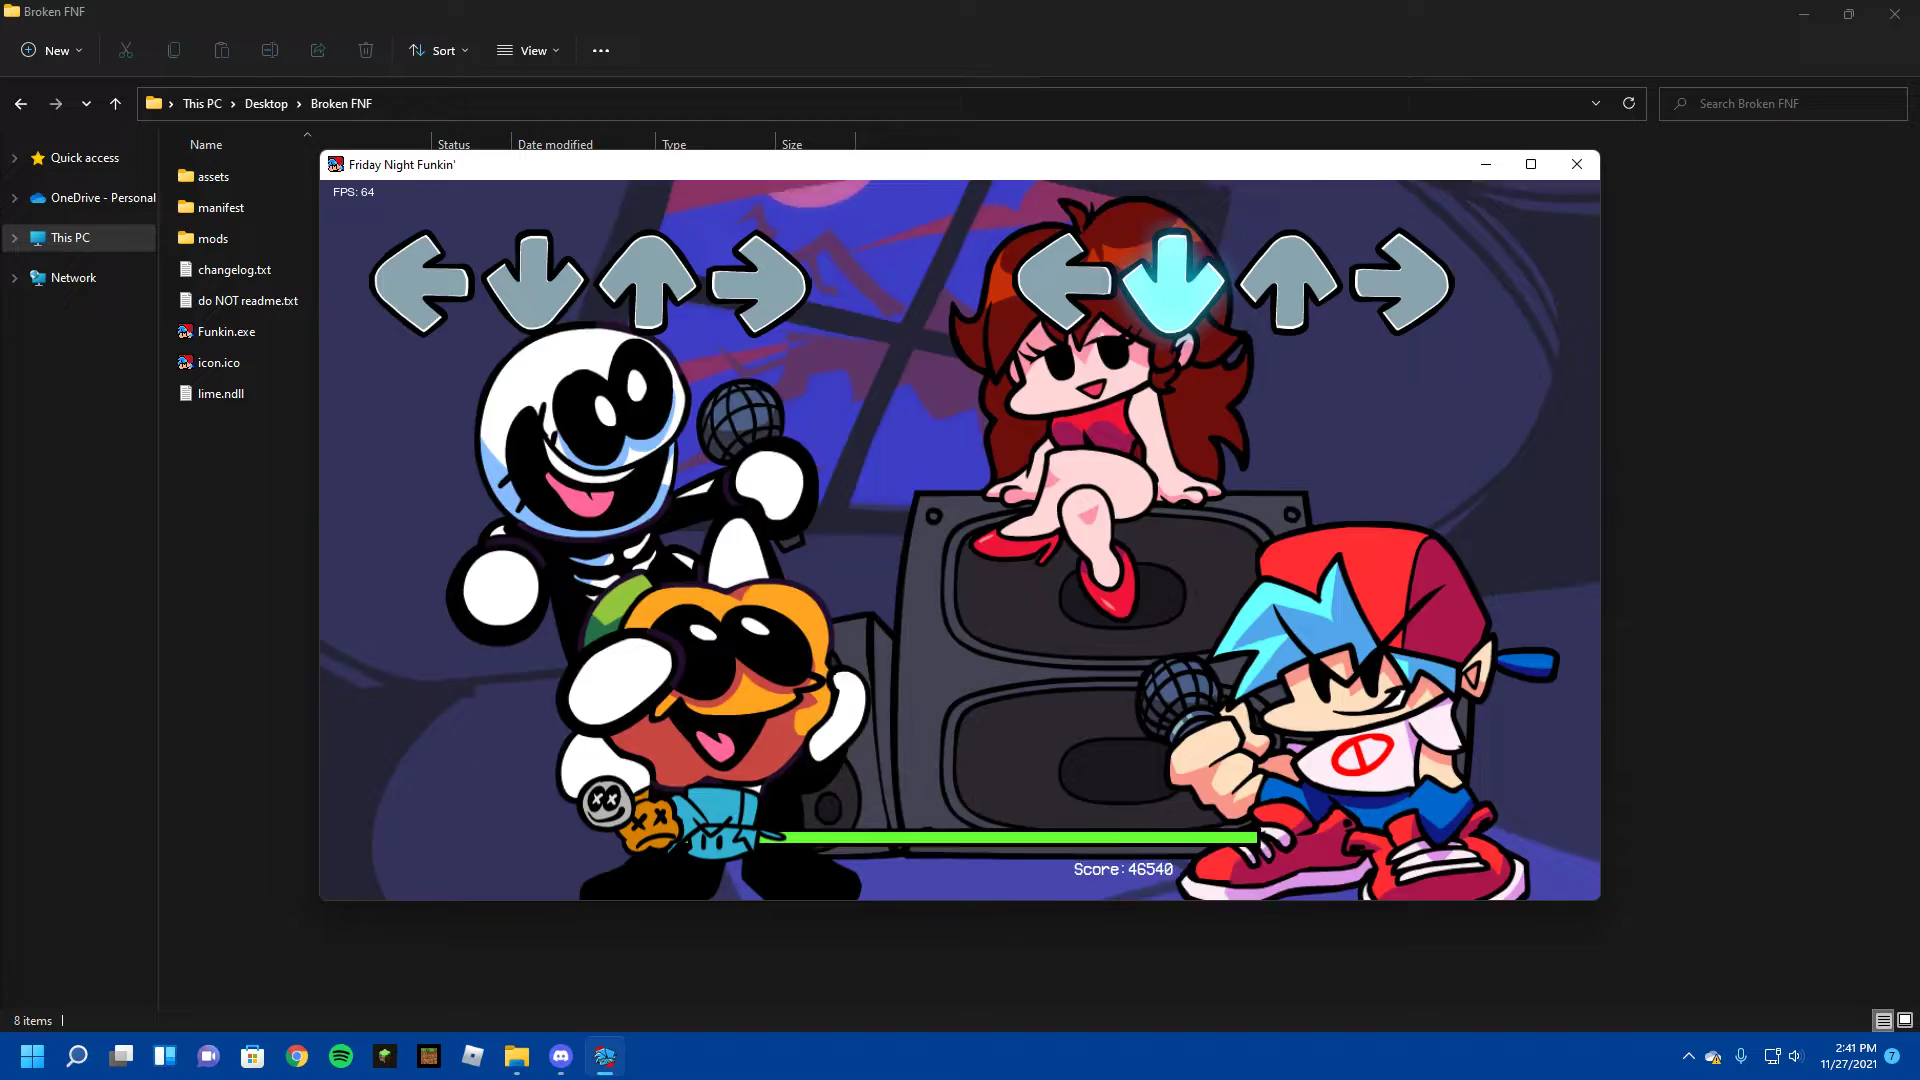 Broken FNF
New
Sort
View
This PC
Desktop
Broken FNF
Search Broken FNF
Name
Status
Date modified
Type
Size
Quick access
OneDrive - Personal
This PC
Network
assets
manifest
mods
changelog.txt
do NOT readme.txt
Funkin.exe
icon.ico
lime.ndll
Friday Night Funkin'
FPS: 64
Score:46540
8 items
2:41 PM
11/27/2021
7